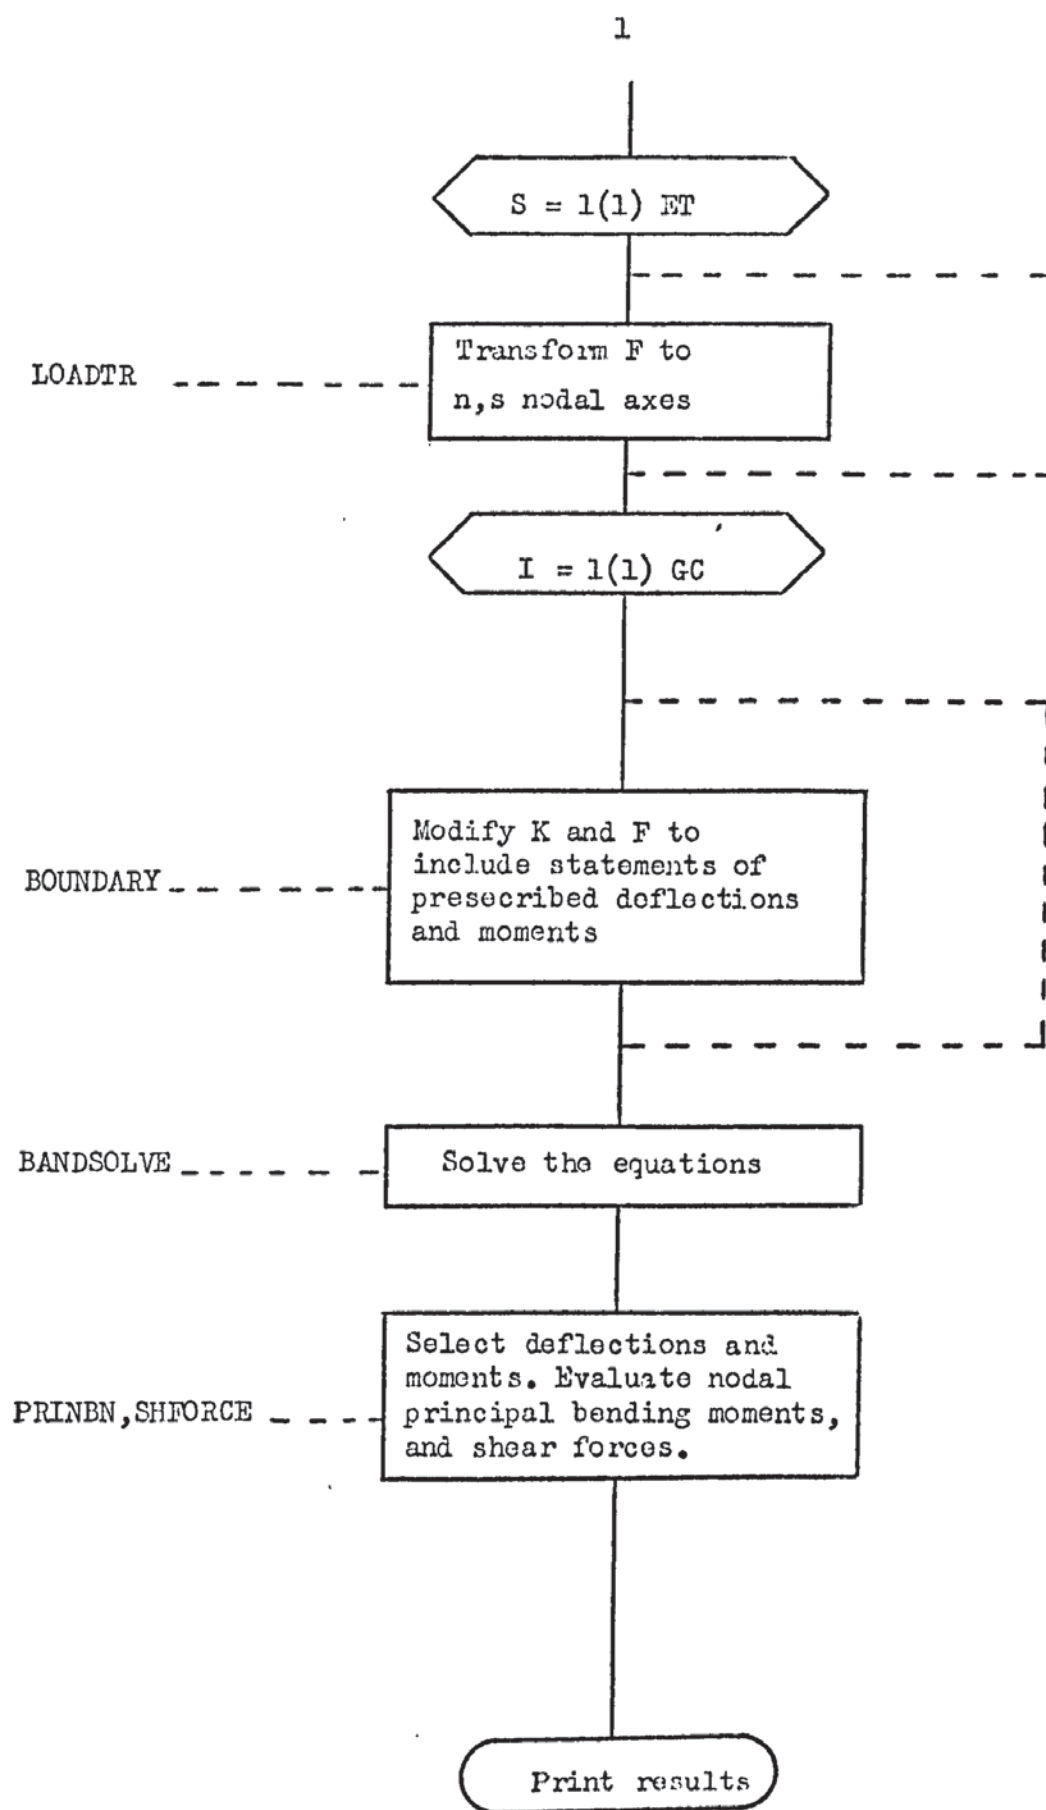 1
S = 1(1) ET
LOADTR
Transform F to
n,s nodal axes
I = 1(1) GC
BOUNDARY
Modify K and F to
include statements of
presecribed deflections
and moments
BANDSOLVE
Solve the equations
PRINBN,SHFORCE
Select deflections and
moments. Evaluate nodal
principal bending moments,
and shear forces.
Print results